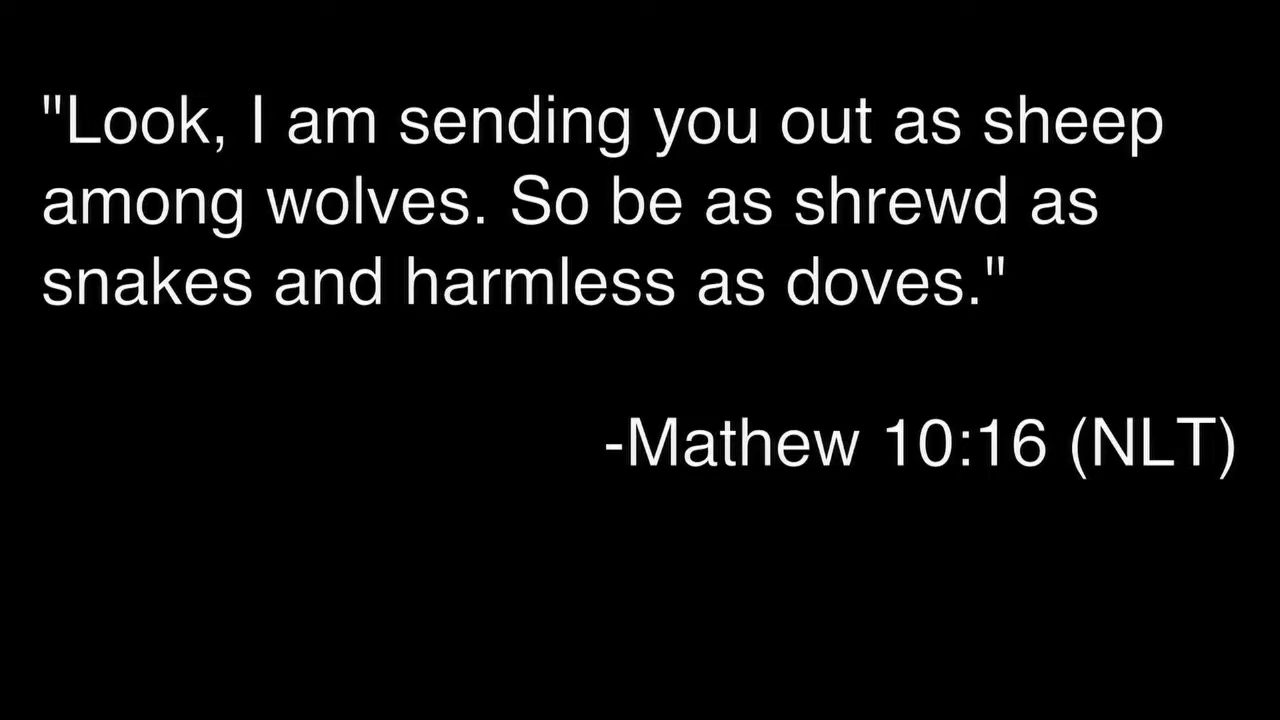 "Look, I am sending you out as sheep
among wolves. So be as shrewd as
snakes and harmless as doves."
-Mathew 10:16 (NLT)